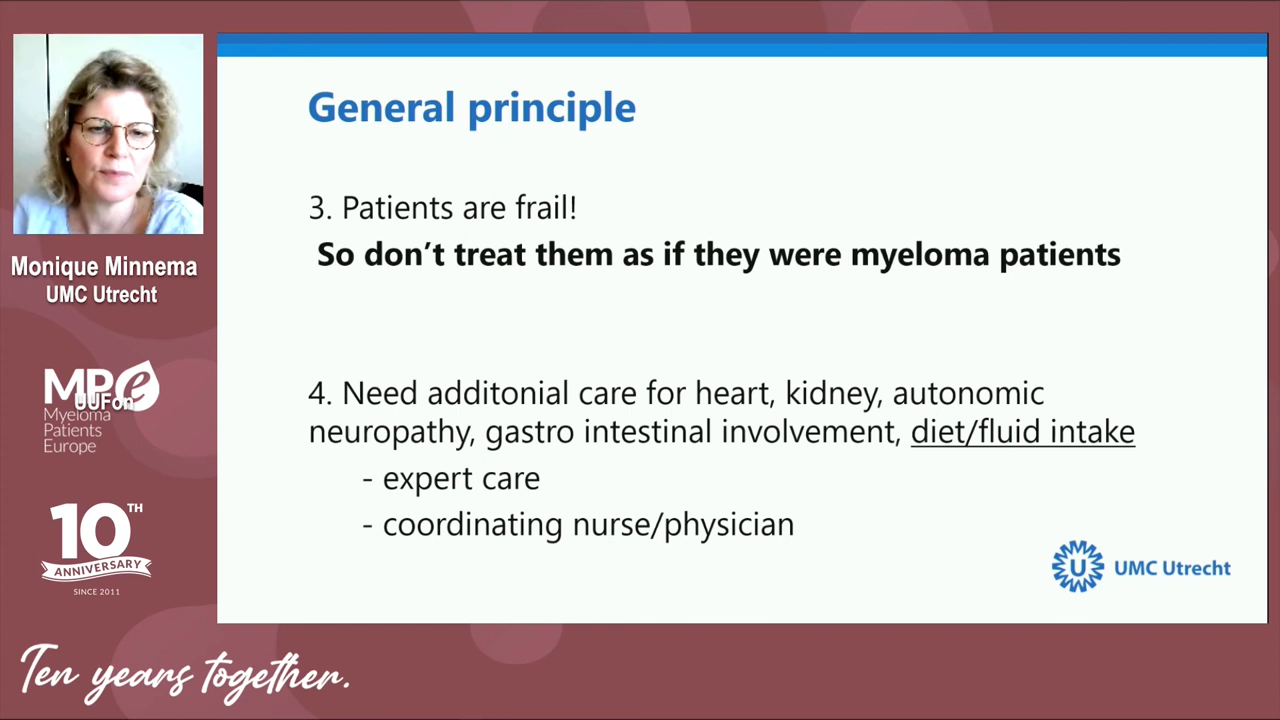 General principle
3. Patients are frail!
So don’t treat them as if they were myeloma patients
4. Need additonial care for heart, kidney, autonomic
neuropathy, gastro intestinal involvement, diet/fluid intake
- expert care
- coordinating nurse/physician
UMC Utrecht
Monique Minnema
UMC Utrecht
MPe
UUFon
Myeloma
Patients
Europe
10TH
ANNIVERSARY
SINCE 2011
Ten years together.